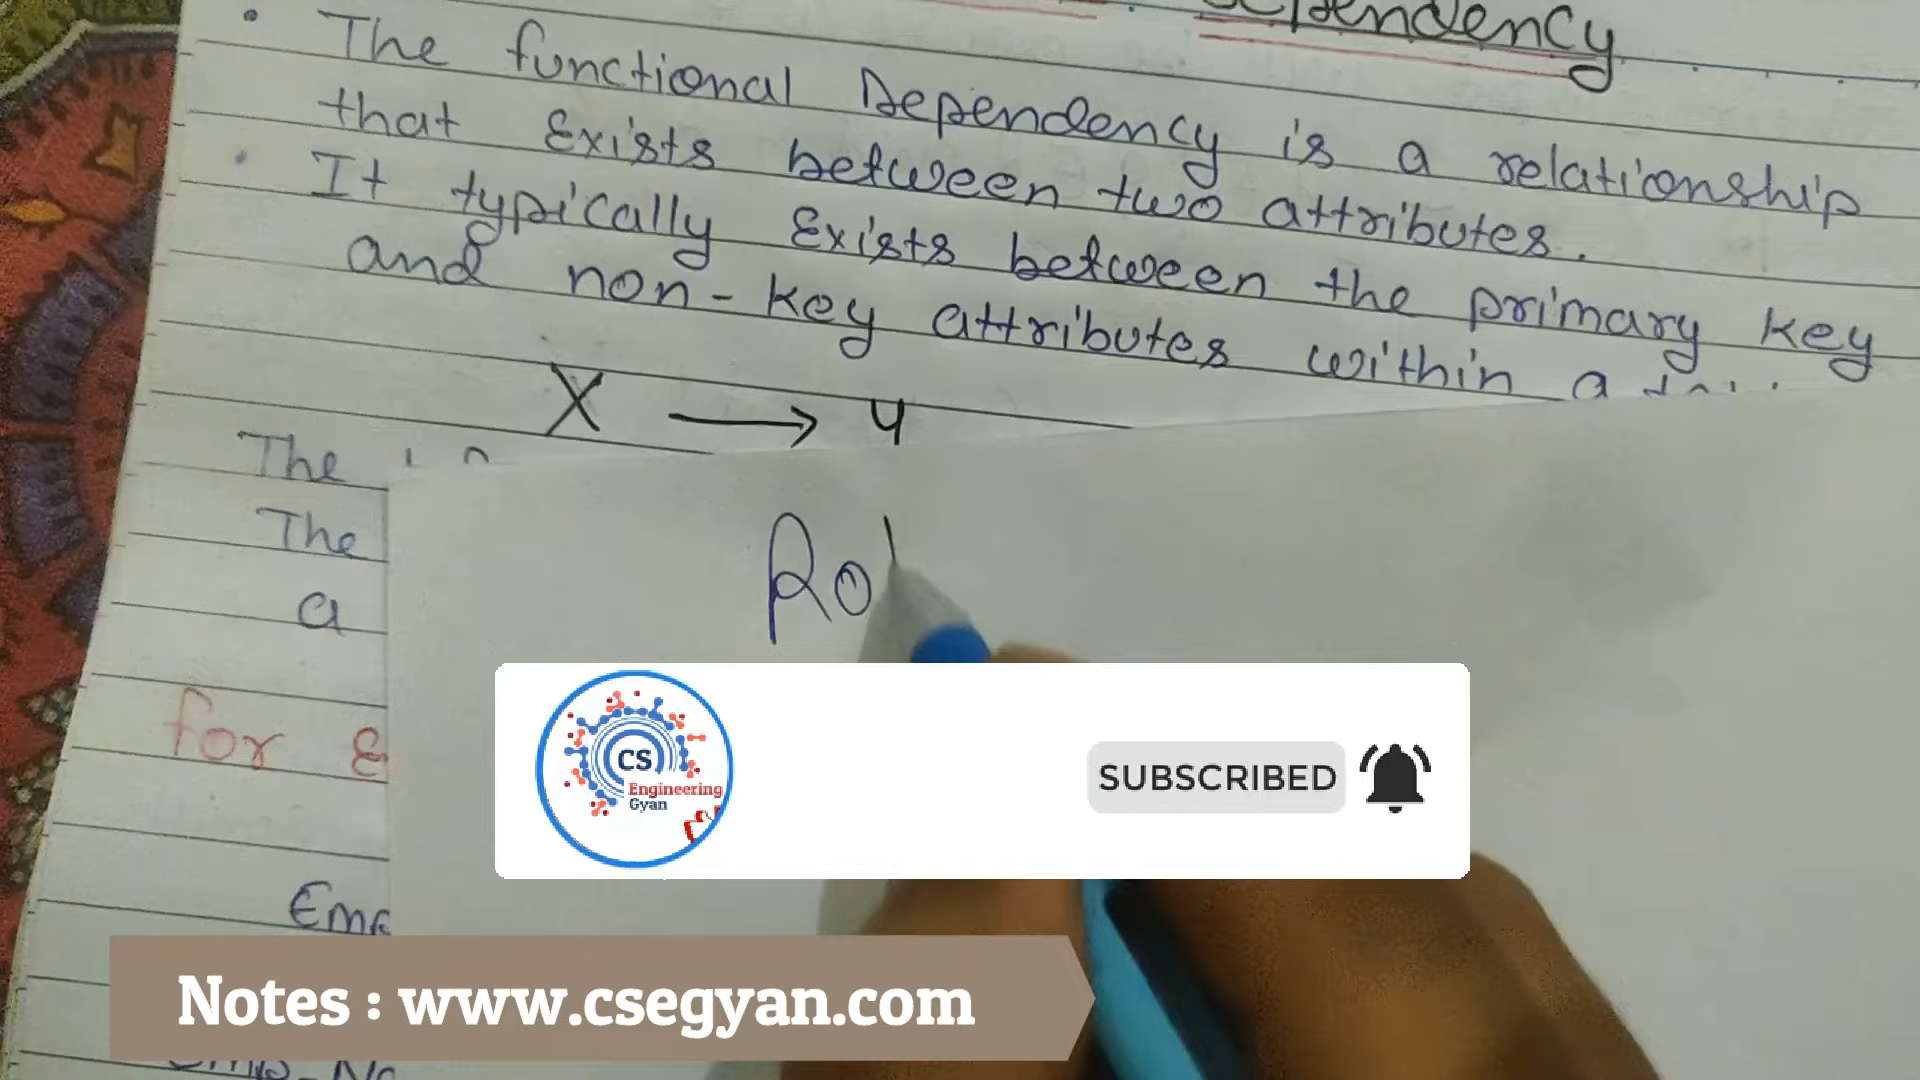 Dependency
• The functional Dependency is a relationship
that Exists between two attributes.
• It typically Exists between the primary key
and non-key attributes within a
X → y
The
The
a
for E
Ro
CS
Engineering
Gyan
SUBSCRIBED
Notes : www.csegyan.com